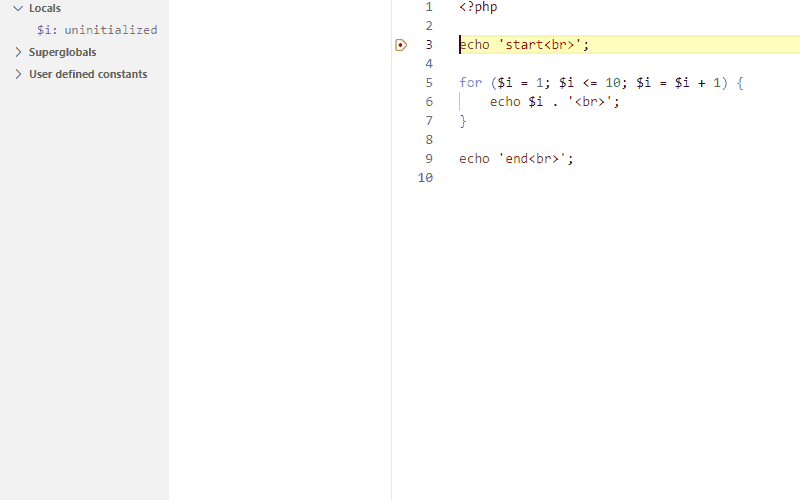 Locals
$i: uninitialized
Superglobals
User defined constants
1 <?php
2
3 echo 'start<br>';
4
5 for ($i = 1; $i <= 10; $i = $i + 1) {
6     echo $i . '<br>';
7 }
8
9 echo 'end<br>';
10